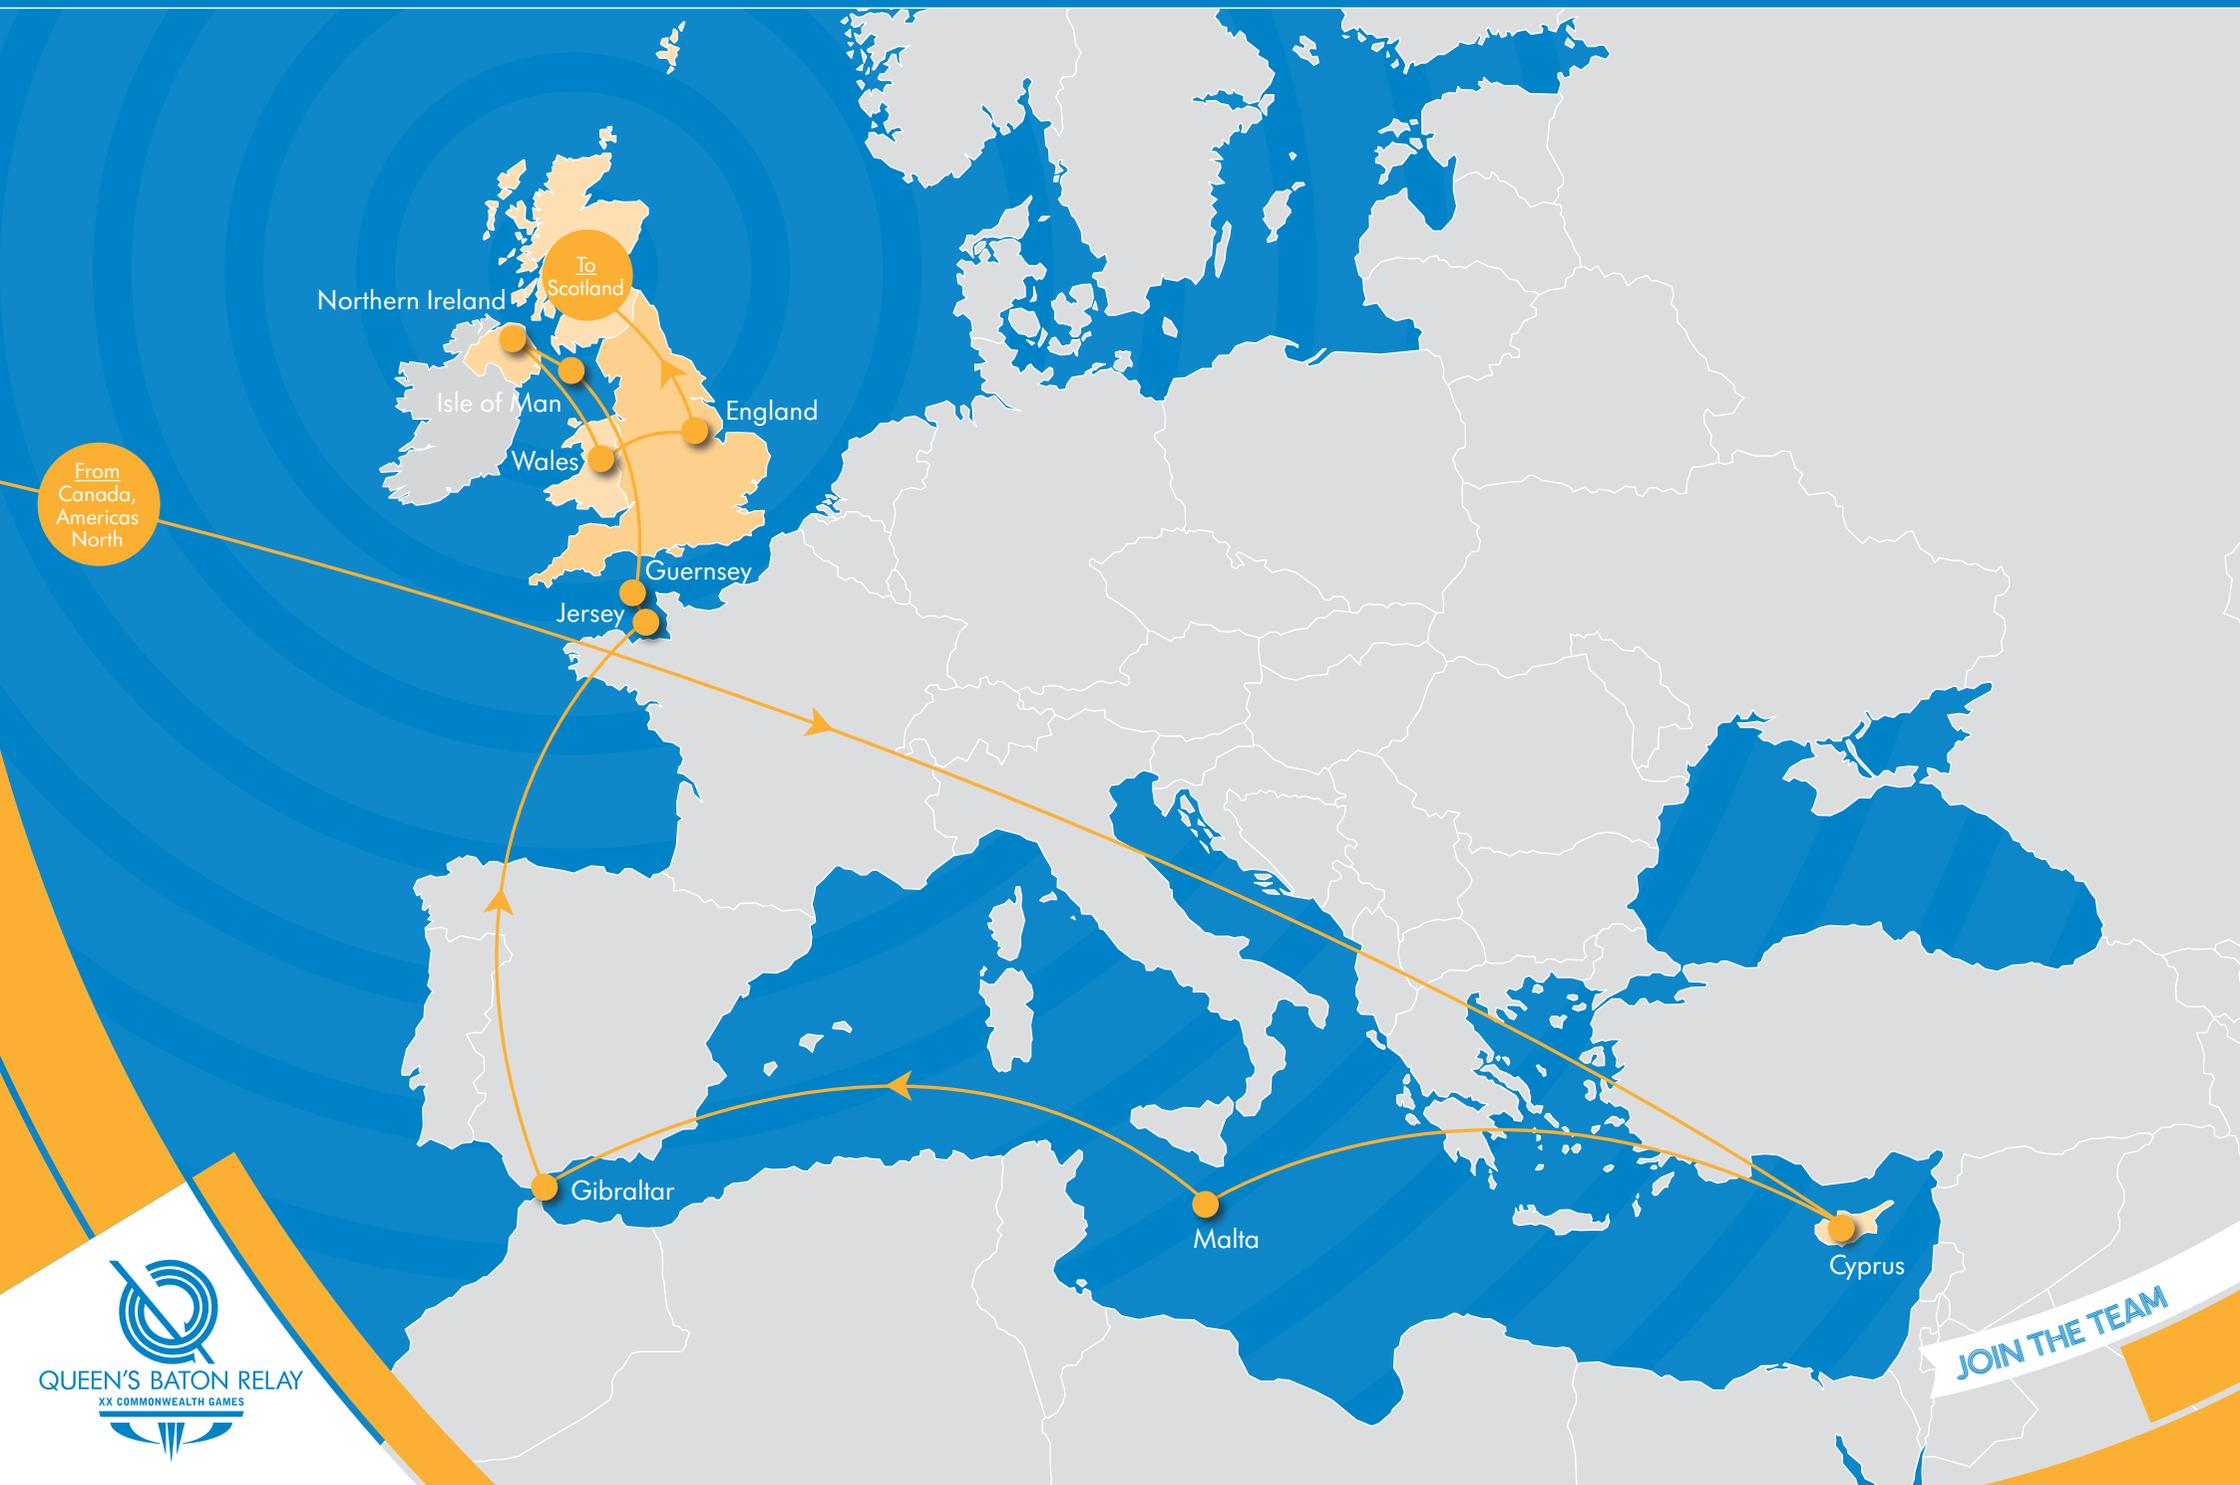 To
Scotland
Northern Ireland
Isle of Man
England
Wales
From
Canada,
Americas
North
Guernsey
Jersey
Gibraltar
Malta
Cyprus
JOIN THE TEAM
QUEEN'S BATON RELAY
XX COMMONWEALTH GAMES